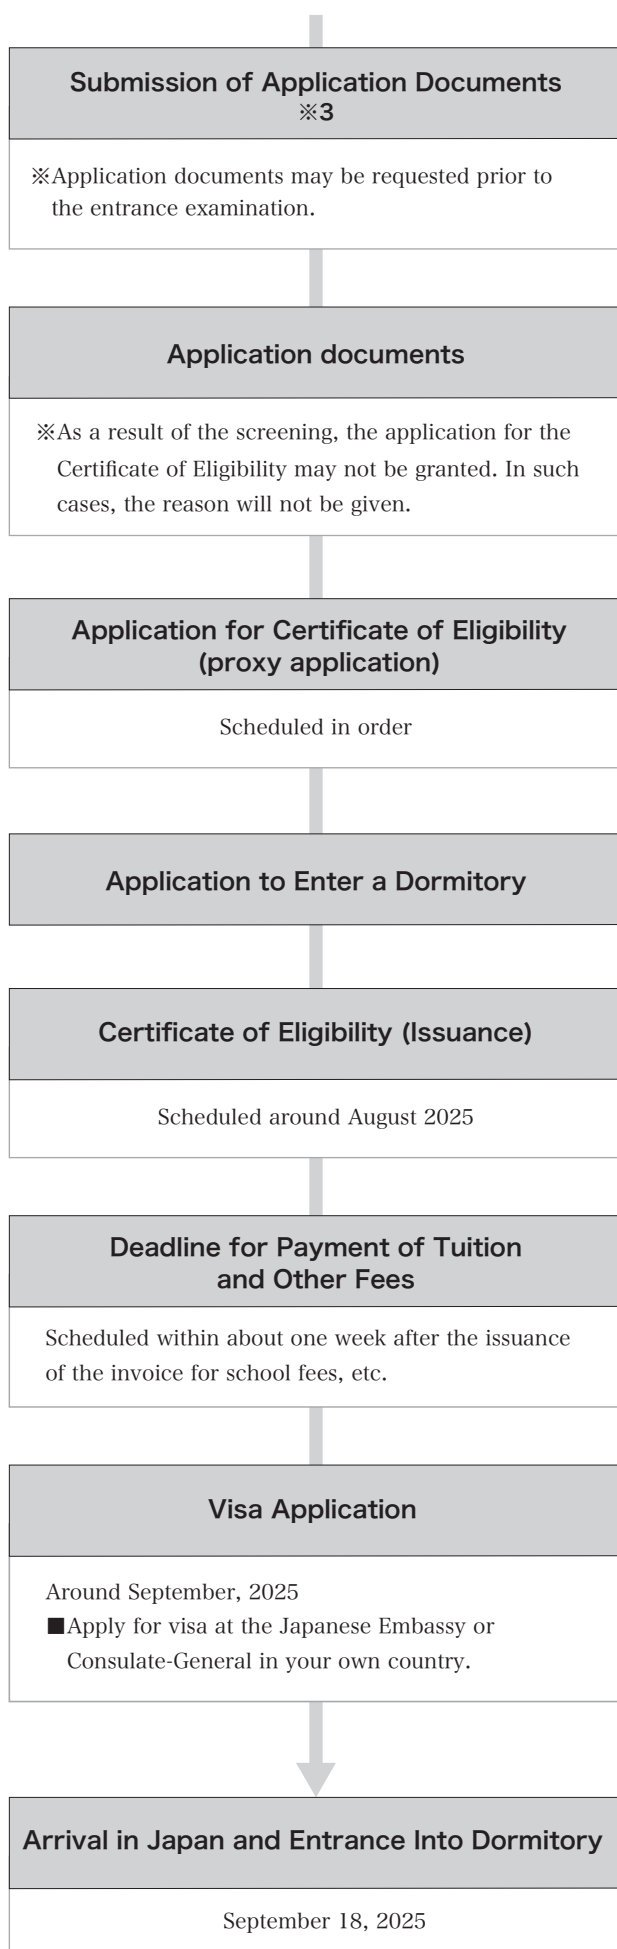 Submission of Application Documents
※3
※Application documents may be requested prior to
the entrance examination.
Application documents
※As a result of the screening, the application for the
Certificate of Eligibility may not be granted. In such
cases, the reason will not be given.
Application for Certificate of Eligibility
(proxy application)
Scheduled in order
Application to Enter a Dormitory
Certificate of Eligibility (Issuance)
Scheduled around August 2025
Deadline for Payment of Tuition
and Other Fees
Scheduled within about one week after the issuance
of the invoice for school fees, etc.
Visa Application
Around September, 2025
■Apply for visa at the Japanese Embassy or
Consulate-General in your own country.
Arrival in Japan and Entrance Into Dormitory
September 18, 2025